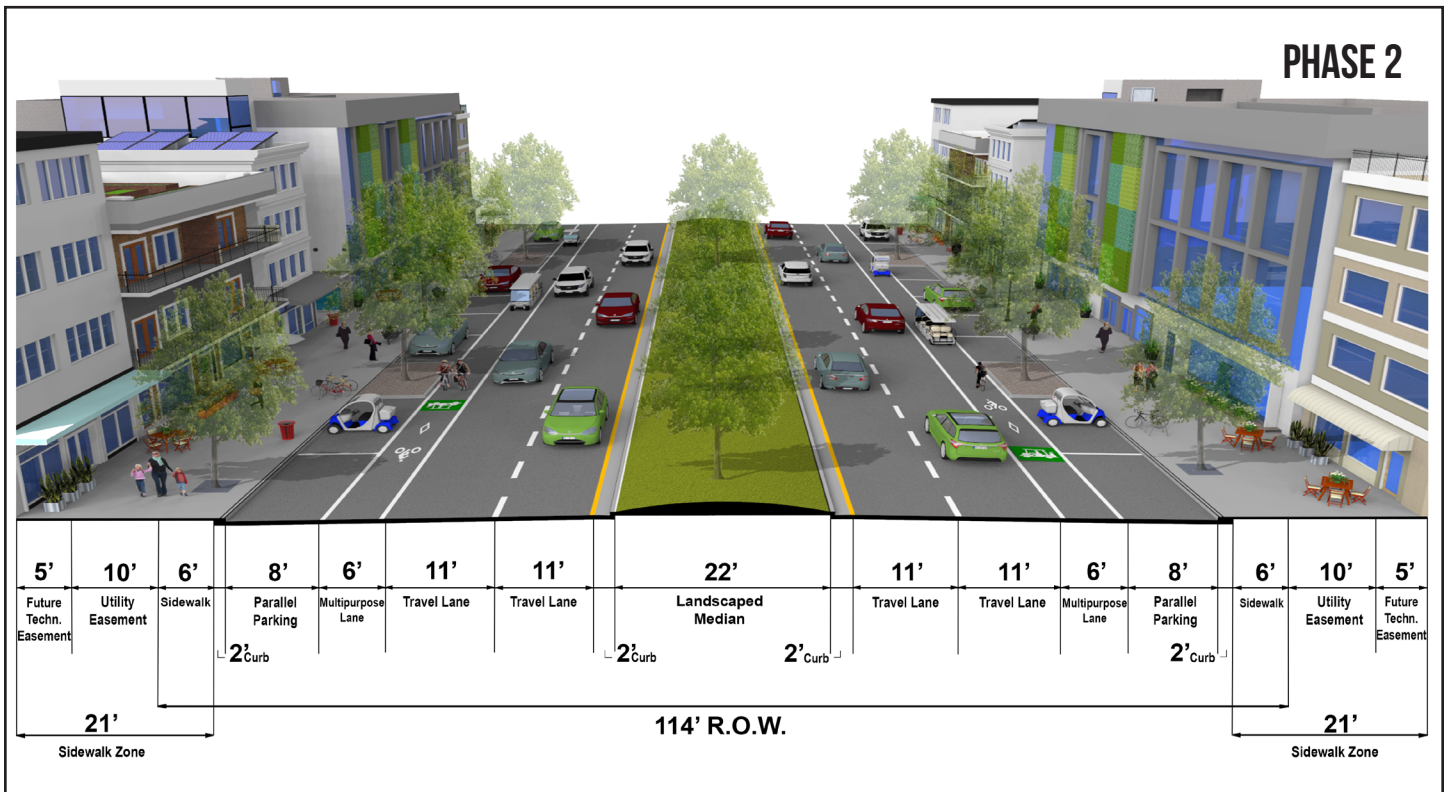 PHASE 2
5’ 10’ 6’ 8’ 6’ 11’ 11’ 22’ 11’ 11’ 6’ 8’ 6’ 10’ 5’
Future
Techn.
Easement
Utility
Easement
Sidewalk
Parallel
Parking
Multipurpose
Lane
Travel Lane
Travel Lane
Landscaped
Median
Travel Lane
Travel Lane
Multipurpose
Lane
Parallel
Parking
Sidewalk
Utility
Easement
Future
Techn.
Easement
2’ Curb
2’ Curb
2’ Curb
2’ Curb
21’
Sidewalk Zone
114’ R.O.W.
21’
Sidewalk Zone